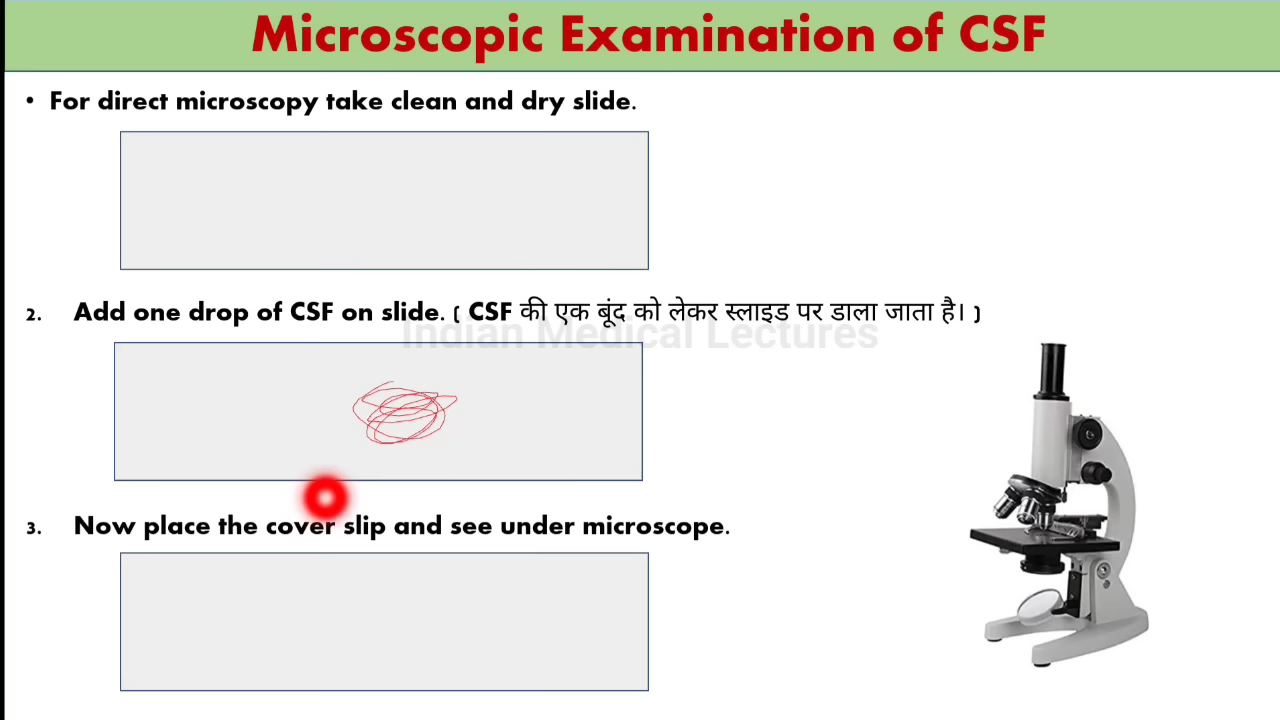 Microscopic Examination of CSF
• For direct microscopy take clean and dry slide.
2. Add one drop of CSF on slide. ( CSF की एक बूंद को लेकर स्लाइड पर डाला जाता है। )
Indian Medical Lectures
3. Now place the cover slip and see under microscope.